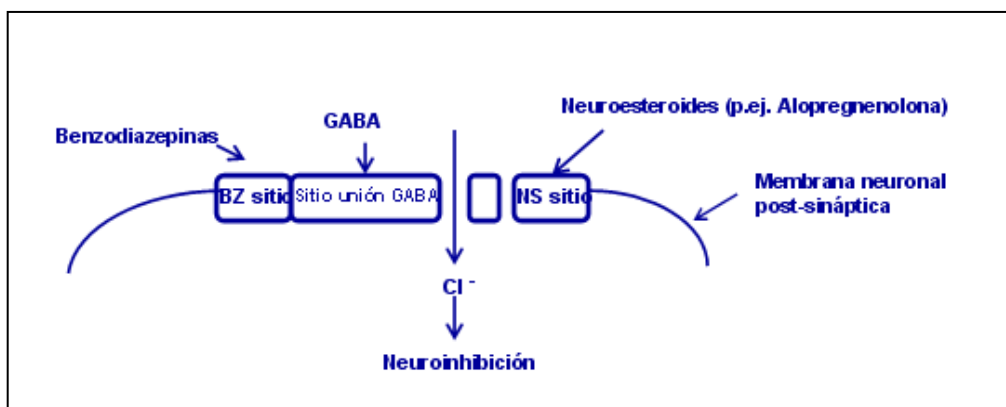 Neuroesteroides (p.ej. Alopregnenolona)
GABA
Benzodiazepinas
BZ sitio
Sitio unión GABA
NS sitio
Membrana neuronal
post-sináptica
Cl -
Neuroinhibición